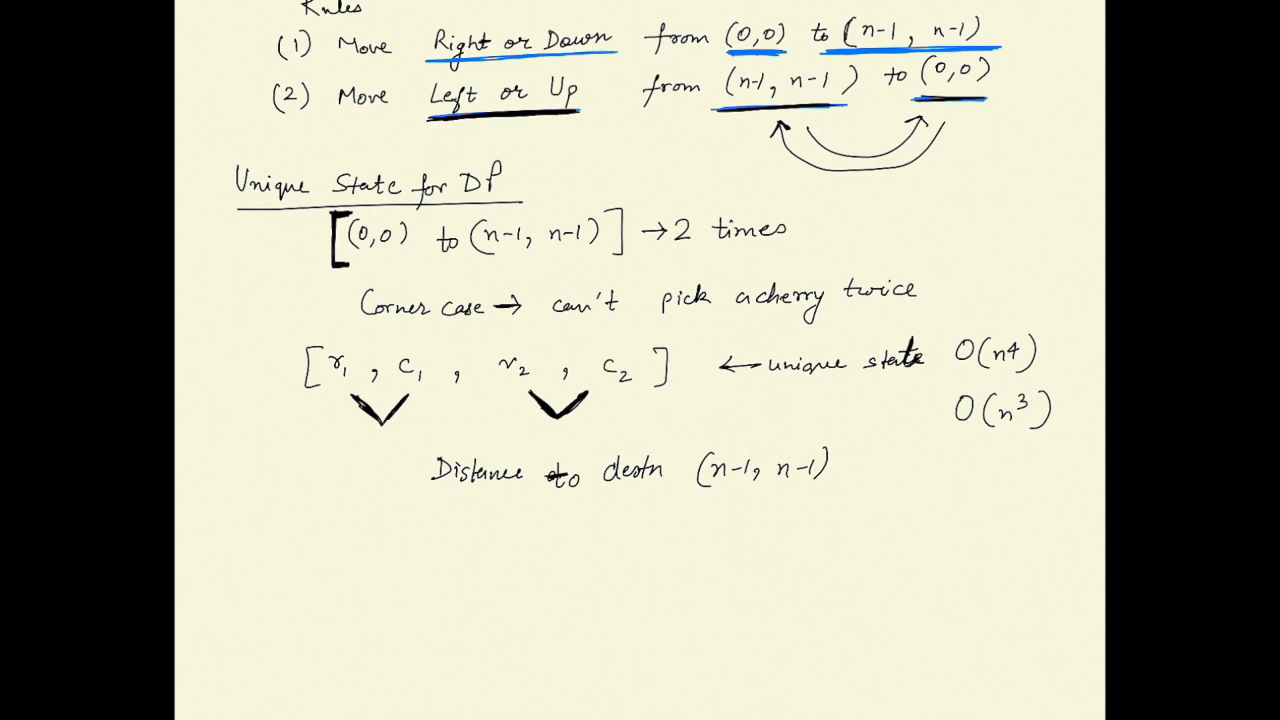 Rules
(1) Move Right or Down from (0,0) to (n-1, n-1)
(2) Move Left or Up from (n-1, n-1) to (0,0)
Unique State for DP
[(0,0) to (n-1, n-1)] → 2 times
Corner case → can't pick a cherry twice
[r₁, c₁, r₂, c₂] ← unique state O(n⁴)
O(n³)
Distance to destn (n-1, n-1)